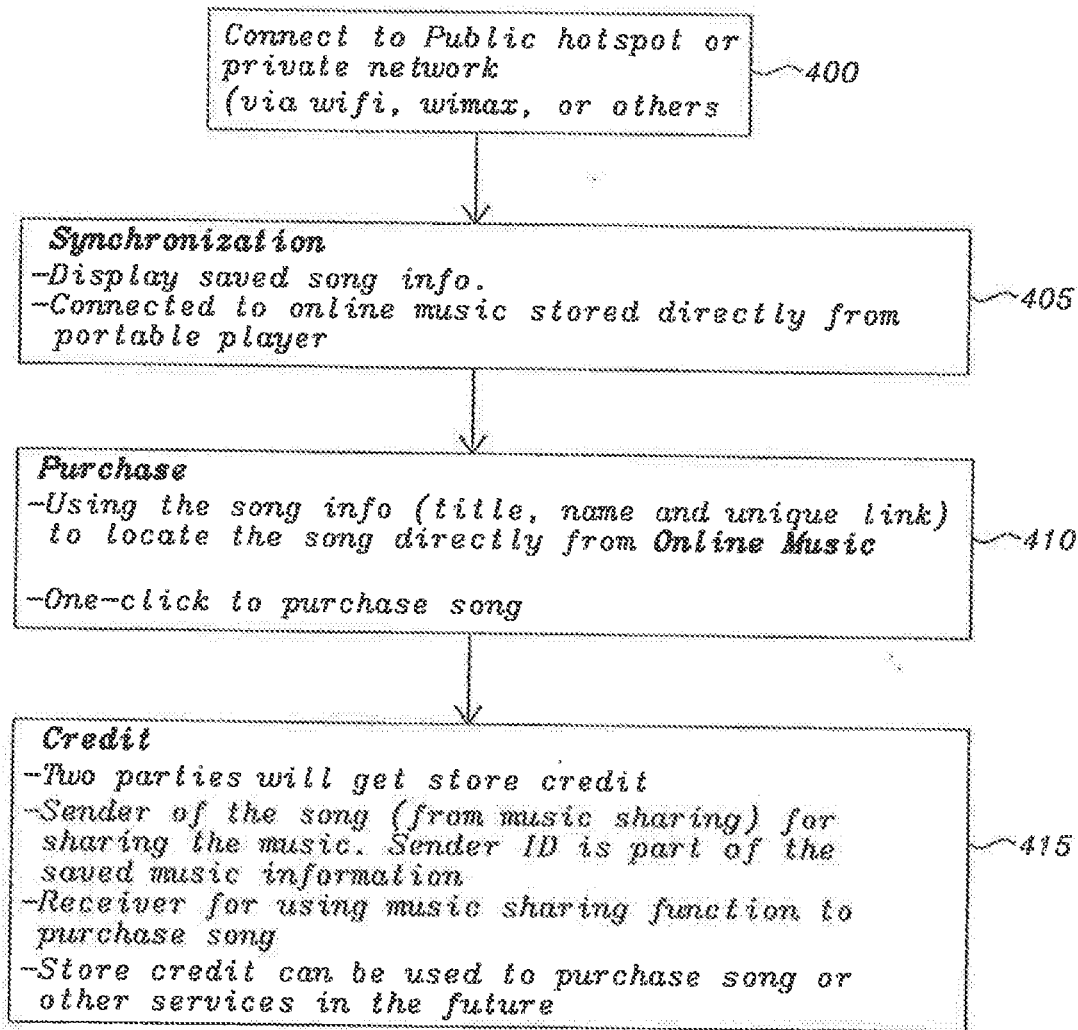 Connect to Public hotspot or
private network
(via wifi, wimax, or others
400
Synchronization
-Display saved song info.
-Connected to online music stored directly from
portable player
405
Purchase
-Using the song info (title, name and unique link)
to locate the song directly from Online Music
-One-click to purchase song
410
Credit
-Two parties will get store credit
-Sender of the song (from music sharing) for
sharing the music. Sender ID is part of the
saved music information
-Receiver for using music sharing function to
purchase song
-Store credit can be used to purchase song or
other services in the future
415